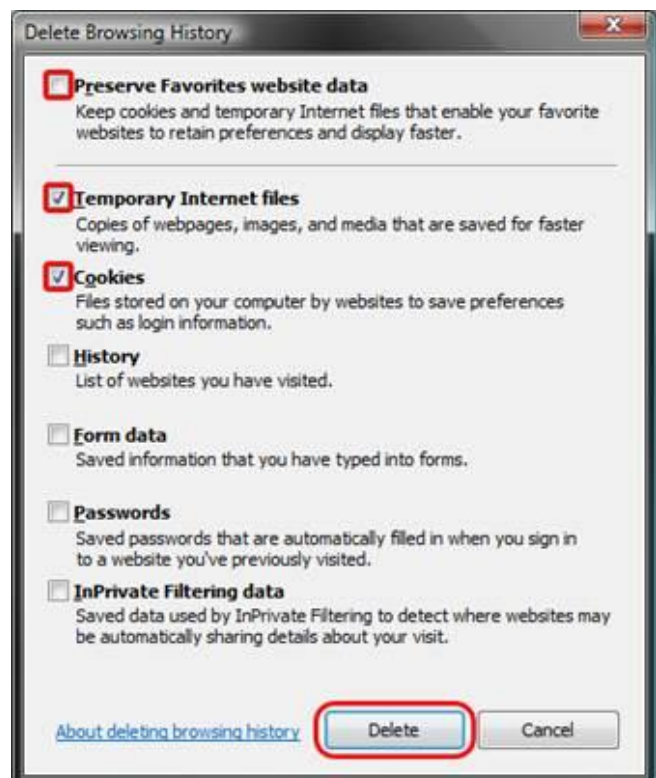 Delete Browsing History
Preserve Favorites website data
Keep cookies and temporary Internet files that enable your favorite
websites to retain preferences and display faster.
Temporary Internet files
Copies of webpages, images, and media that are saved for faster
viewing.
Cookies
Files stored on your computer by websites to save preferences
such as login information.
History
List of websites you have visited.
Form data
Saved information that you have typed into forms.
Passwords
Saved passwords that are automatically filled in when you sign in
to a website you've previously visited.
InPrivate Filtering data
Saved data used by InPrivate Filtering to detect where websites may
be automatically sharing details about your visit.
About deleting browsing history Delete Cancel